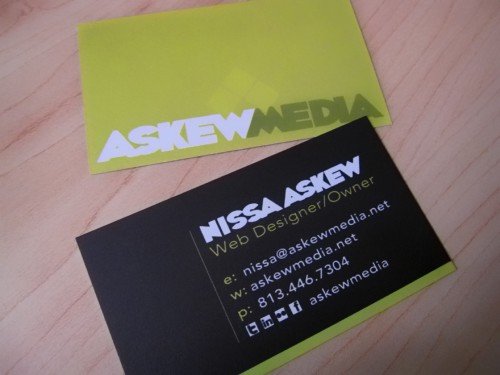 ASKEWMEDIA
NISSA ASKEW
Web Designer/Owner
e: nissa@askewmedia.net
w: askewmedia.net
p: 813.446.7304
askewmedia